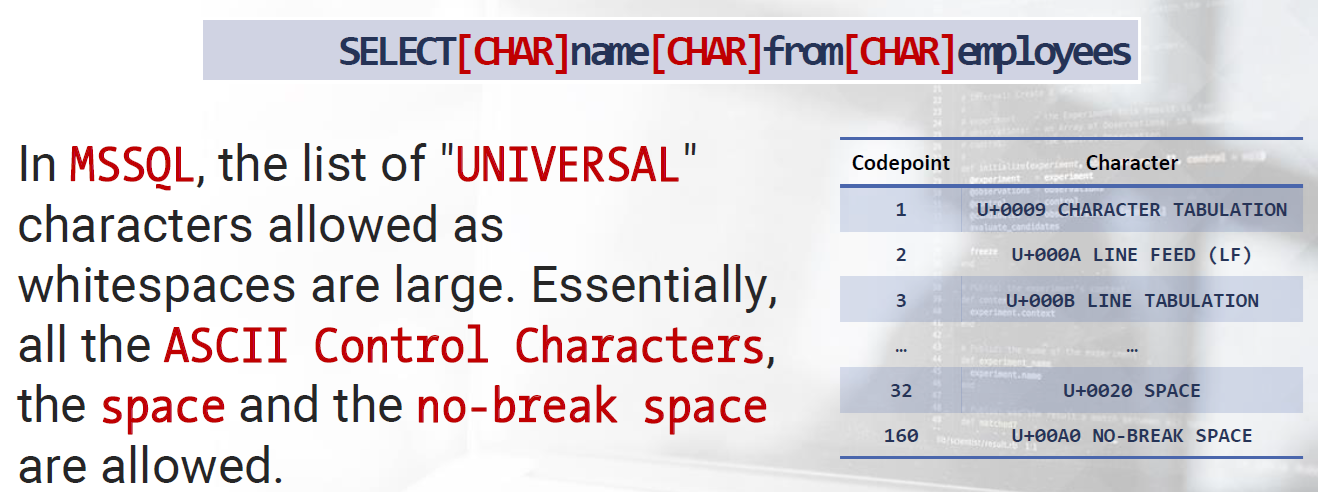 SELECT[CHAR]name[CHAR]from[CHAR]employees
In MSSQL, the list of "UNIVERSAL"
characters allowed as
whitespaces are large. Essentially,
all the ASCII Control Characters,
the space and the no-break space
are allowed.
Codepoint Character
1 U+0009 CHARACTER TABULATION
2 U+000A LINE FEED (LF)
3 U+000B LINE TABULATION
… …
32 U+0020 SPACE
160 U+00A0 NO-BREAK SPACE